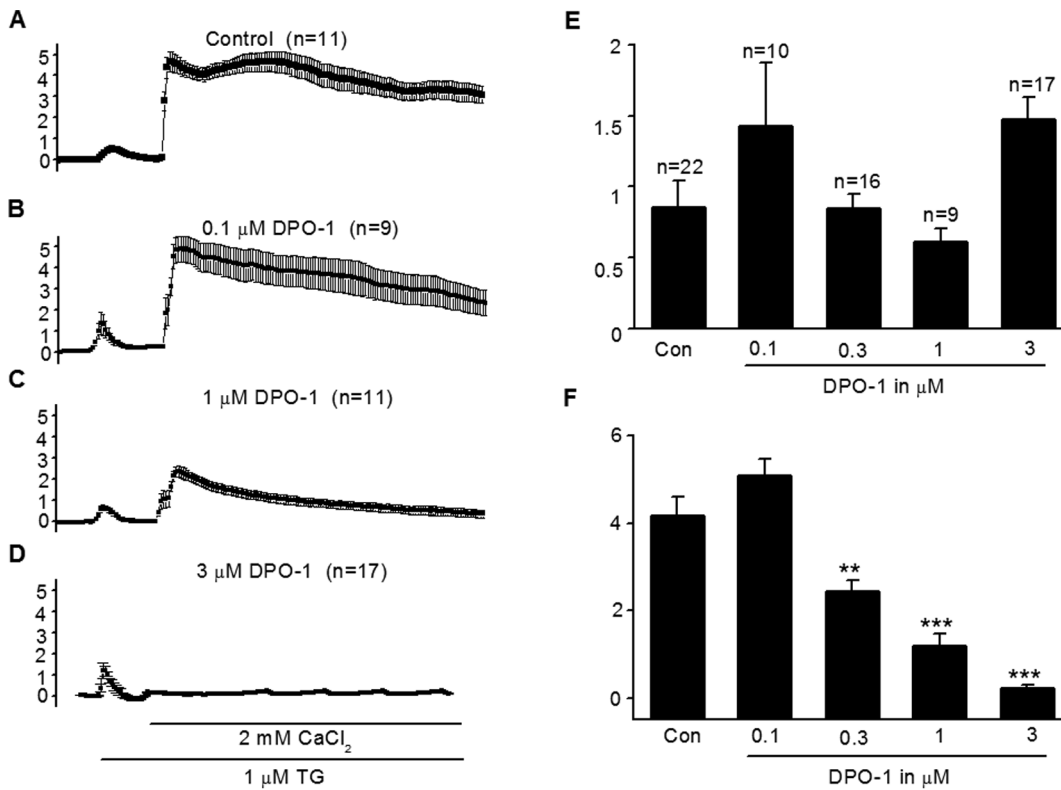 A
Control (n=11)
5
4
3
2
1
0
B
0.1 μM DPO-1 (n=9)
5
4
3
2
1
0
C
1 μM DPO-1 (n=11)
5
4
3
2
1
0
D
3 μM DPO-1 (n=17)
5
4
3
2
1
0
2 mM CaCl2
1 μM TG
E
2
1.5
1
0.5
0
n=22
n=10
n=16
n=9
n=17
Con
0.1
0.3
1
3
DPO-1 in μM
F
6
4
2
0
**
***
***
Con
0.1
0.3
1
3
DPO-1 in μM